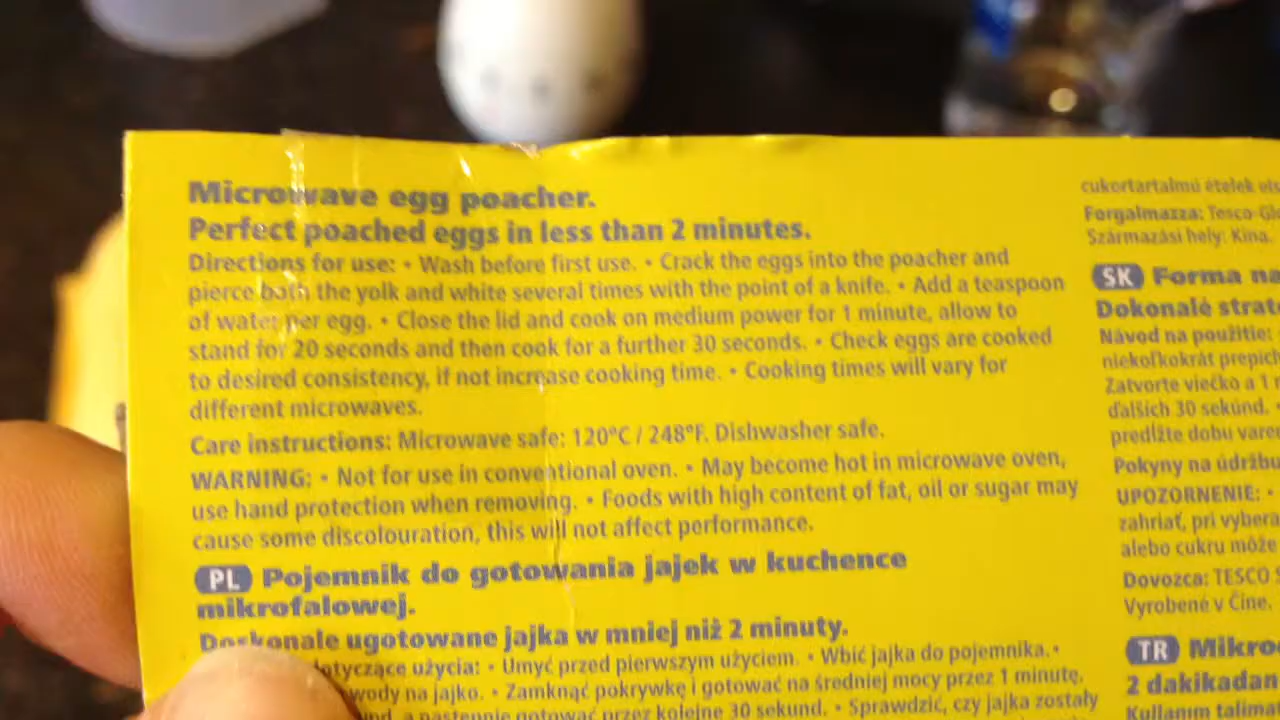 Microwave egg poacher.
Perfect poached eggs in less than 2 minutes.
Directions for use: • Wash before first use. • Crack the eggs into the poacher and
pierce both the yolk and white several times with the point of a knife. • Add a teaspoon
of water per egg. • Close the lid and cook on medium power for 1 minute, allow to
stand for 20 seconds and then cook for a further 30 seconds. • Check eggs are cooked
to desired consistency, if not increase cooking time. • Cooking times will vary for
different microwaves.
Care instructions: Microwave safe: 120°C / 248°F. Dishwasher safe.
WARNING: • Not for use in conventional oven. • May become hot in microwave oven,
use hand protection when removing. • Foods with high content of fat, oil or sugar may
cause some discolouration, this will not affect performance.
PL Pojemnik do gotowania jajek w kuchence
mikrofalowej.
Doskonale ugotowane jajka w mniej niż 2 minuty.
dotyczące użycia: • Umyć przed pierwszym użyciem. • Wbić jajka do pojemnika. •
wody na jajko. • Zamknąć pokrywkę i gotować na średniej mocy przez 1 minutę,
a następnie gotować przez kolejne 30 sekund. • Sprawdzić, czy jajka zostały
cukortartalmú ételek
Forgalmazza:
Származási hely: Kína.
SK Forma na
Dokonalé
Návod na použitie:
niekoľkokrát
Zatvorte viečko a 1
ďalších 30 sekúnd. •
predĺžte dobu
Pokyny na
UPOZORNENIE: •
zahriať, pri
alebo cukru môže
Dovozca: TESCO
Vyrobené v Číne.
TR
2 dakikadan
Kullanım